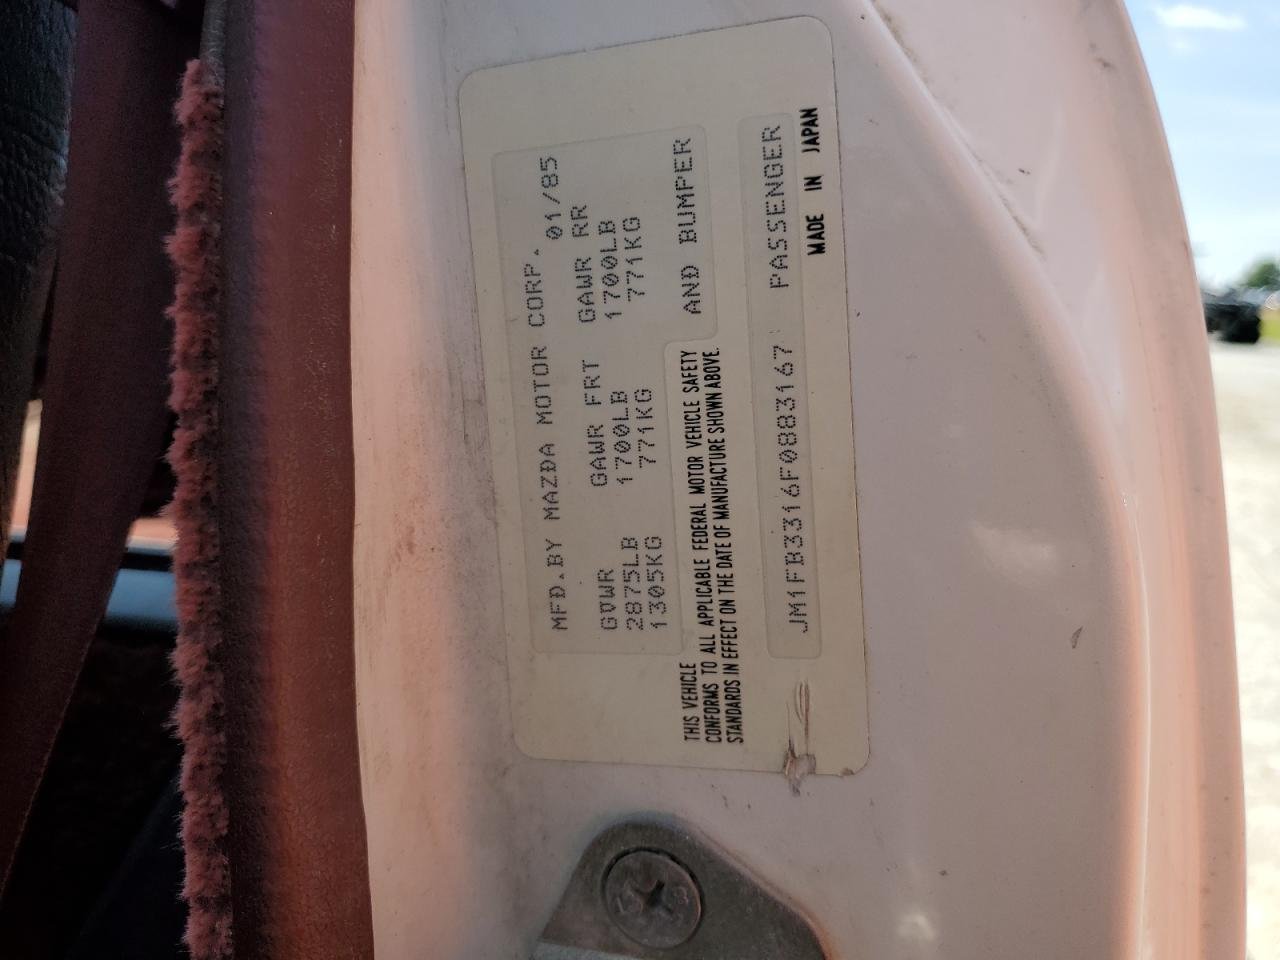 MFD.BY MAZDA MOTOR CORP. 01/85
GVWR GAWR FRT GAWR RR
2875LB 1700LB 1700LB
1305KG 771KG 771KG
THIS VEHICLE
CONFORMS TO ALL APPLICABLE FEDERAL MOTOR VEHICLE SAFETY AND BUMPER
STANDARDS IN EFFECT ON THE DATE OF MANUFACTURE SHOWN ABOVE.
JM1FB3316F0883167 PASSENGER
MADE IN JAPAN